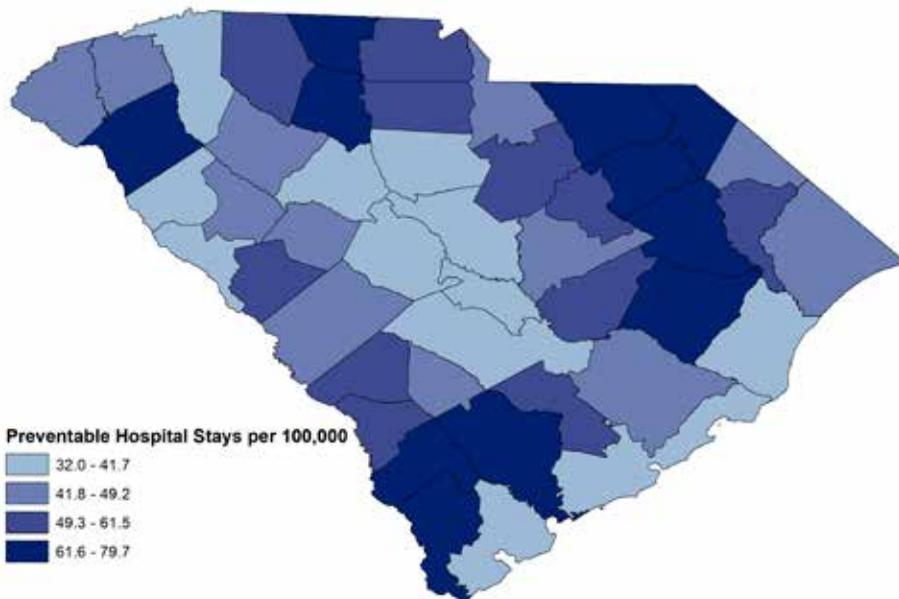 Preventable Hospital Stays per 100,000
32.0 - 41.7
41.8 - 49.2
49.3 - 61.5
61.6 - 79.7